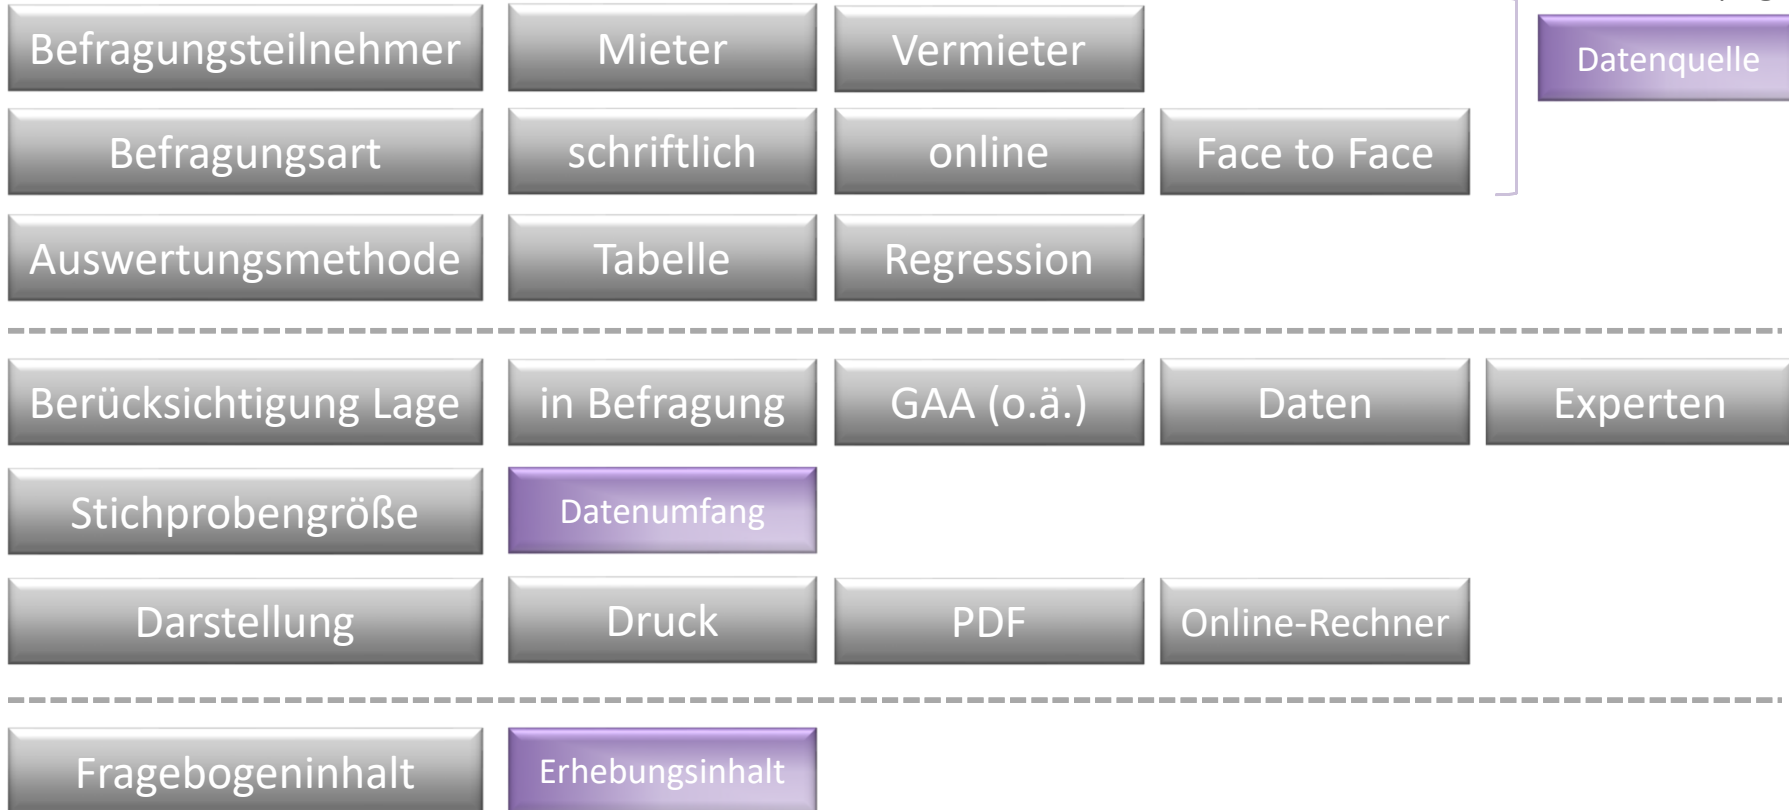 Befragungsteilnehmer Mieter Vermieter Datenquelle
Befragungsart schriftlich online Face to Face
Auswertungsmethode Tabelle Regression
Berücksichtigung Lage in Befragung GAA (o.ä.) Daten Experten
Stichprobengröße Datenumfang
Darstellung Druck PDF Online-Rechner
Fragebogeninhalt Erhebungsinhalt